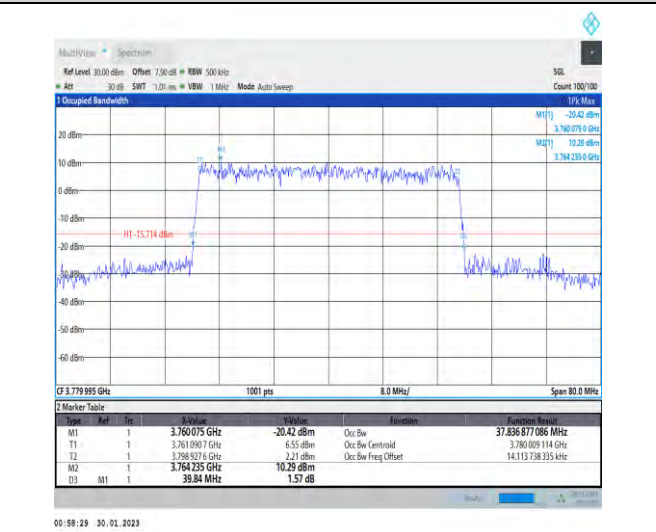 MultiView Spectrum
Ref Level 30.00 dBm Offset 7.90 dB RBW 500 kHz SGL
Att 30 dB SWT 1.01 ms VBW 1 MHz Mode Auto Sweep Count 100/100
1 Occupied Bandwidth 1Pk Max
M1[1] -20.42 dBm
3.760 075 0 GHz
M2[1] 10.29 dBm
3.764 235 0 GHz
20 dBm
M2
T1
T2
10 dBm
0 dBm
-10 dBm
H1 -15.714 dBm M1
-20 dBm
-30 dBm
-40 dBm
-50 dBm
-60 dBm
CF 3.779 995 GHz 1001 pts 8.0 MHz/ Span 80.0 MHz
2 Marker Table
Type Ref Trc X-Value Y-Value Function Function Result
M1 1 3.760 075 GHz -20.42 dBm Occ Bw 37.836 877 086 MHz
T1 1 3.761 090 7 GHz 6.55 dBm Occ Bw Centroid 3.780 009 114 GHz
T2 1 3.798 927 6 GHz 2.21 dBm Occ Bw Freq Offset 14.113 738 335 kHz
M2 1 3.764 235 GHz 10.29 dBm
D3 M1 1 39.84 MHz 1.57 dB
00:58:29 30.01.2023